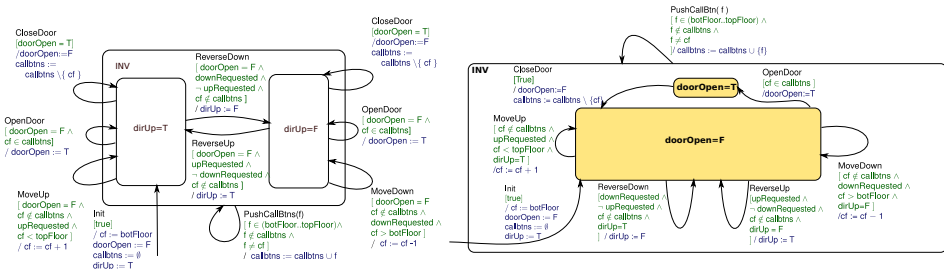 CloseDoor
[doorOpen = T]
/doorOpen:=F
callbtns :=
callbtns \{ cf }
INV
dirUp=T
OpenDoor
[ doorOpen = F ∧
cf ∈ callbtns]
/ doorOpen := T
MoveUp
[ doorOpen = F ∧
cf ∉ callbtns ∧
upRequested ∧
cf < topFloor ]
/ cf := cf + 1
Init
[true]
/ cf := botFloor
doorOpen := F
callbtns := ∅
dirUp := T
ReverseDown
[ doorOpen = F ∧
downRequested ∧
¬ upRequested ∧
cf ∉ callbtns ]
/ dirUp := F
ReverseUp
[ doorOpen = F ∧
upRequested ∧
¬ downRequested ∧
cf ∉ callbtns ]
/ dirUp := T
PushCallBtns(f)
[ f ∈ (botFloor..topFloor)∧
f ∉ callbtns ∧
f ≠ cf ]
/ callbtns := callbtns ∪ f
dirUp=F
CloseDoor
[doorOpen = T]
/doorOpen:=F
callbtns :=
callbtns \{ cf }
OpenDoor
[ doorOpen = F ∧
cf ∈ callbtns ]
/ doorOpen := T
MoveDown
[ doorOpen = F
cf ∉ callbtns ∧
downRequested ∧
cf > botFloor ]
/ cf := cf -1
PushCallBtn( f )
[ f ∈ (botFloor..topFloor) ∧
f ∉ callbtns ∧
f ≠ cf
]/ callbtns := callbtns ∪ {f}
INV
CloseDoor
[True]
/ doorOpen:=F
callbtns := callbtns \ {cf}
doorOpen=T
OpenDoor
[cf ∈ callbtns ]
/doorOpen:=T
doorOpen=F
MoveUp
[ cf ∉ callbtns ∧
upRequested ∧
cf < topFloor ∧
dirUp=T ]
/cf := cf + 1
Init
[true]
/ cf := botFloor
doorOpen := F
callbtns := ∅
dirUp := T
ReverseDown
[downRequested ∧
¬ upRequested ∧
cf ∉ callbtns ∧
dirUp=T
] / dirUp := F
ReverseUp
[upRequested ∧
¬ downRequested ∧
cf ∉ callbtns ∧
dirUp = F
] / dirUp := T
MoveDown
[ cf ∉ callbtns ∧
downRequested ∧
cf > botFloor ∧
dirUp=F ]
/cf := cf − 1